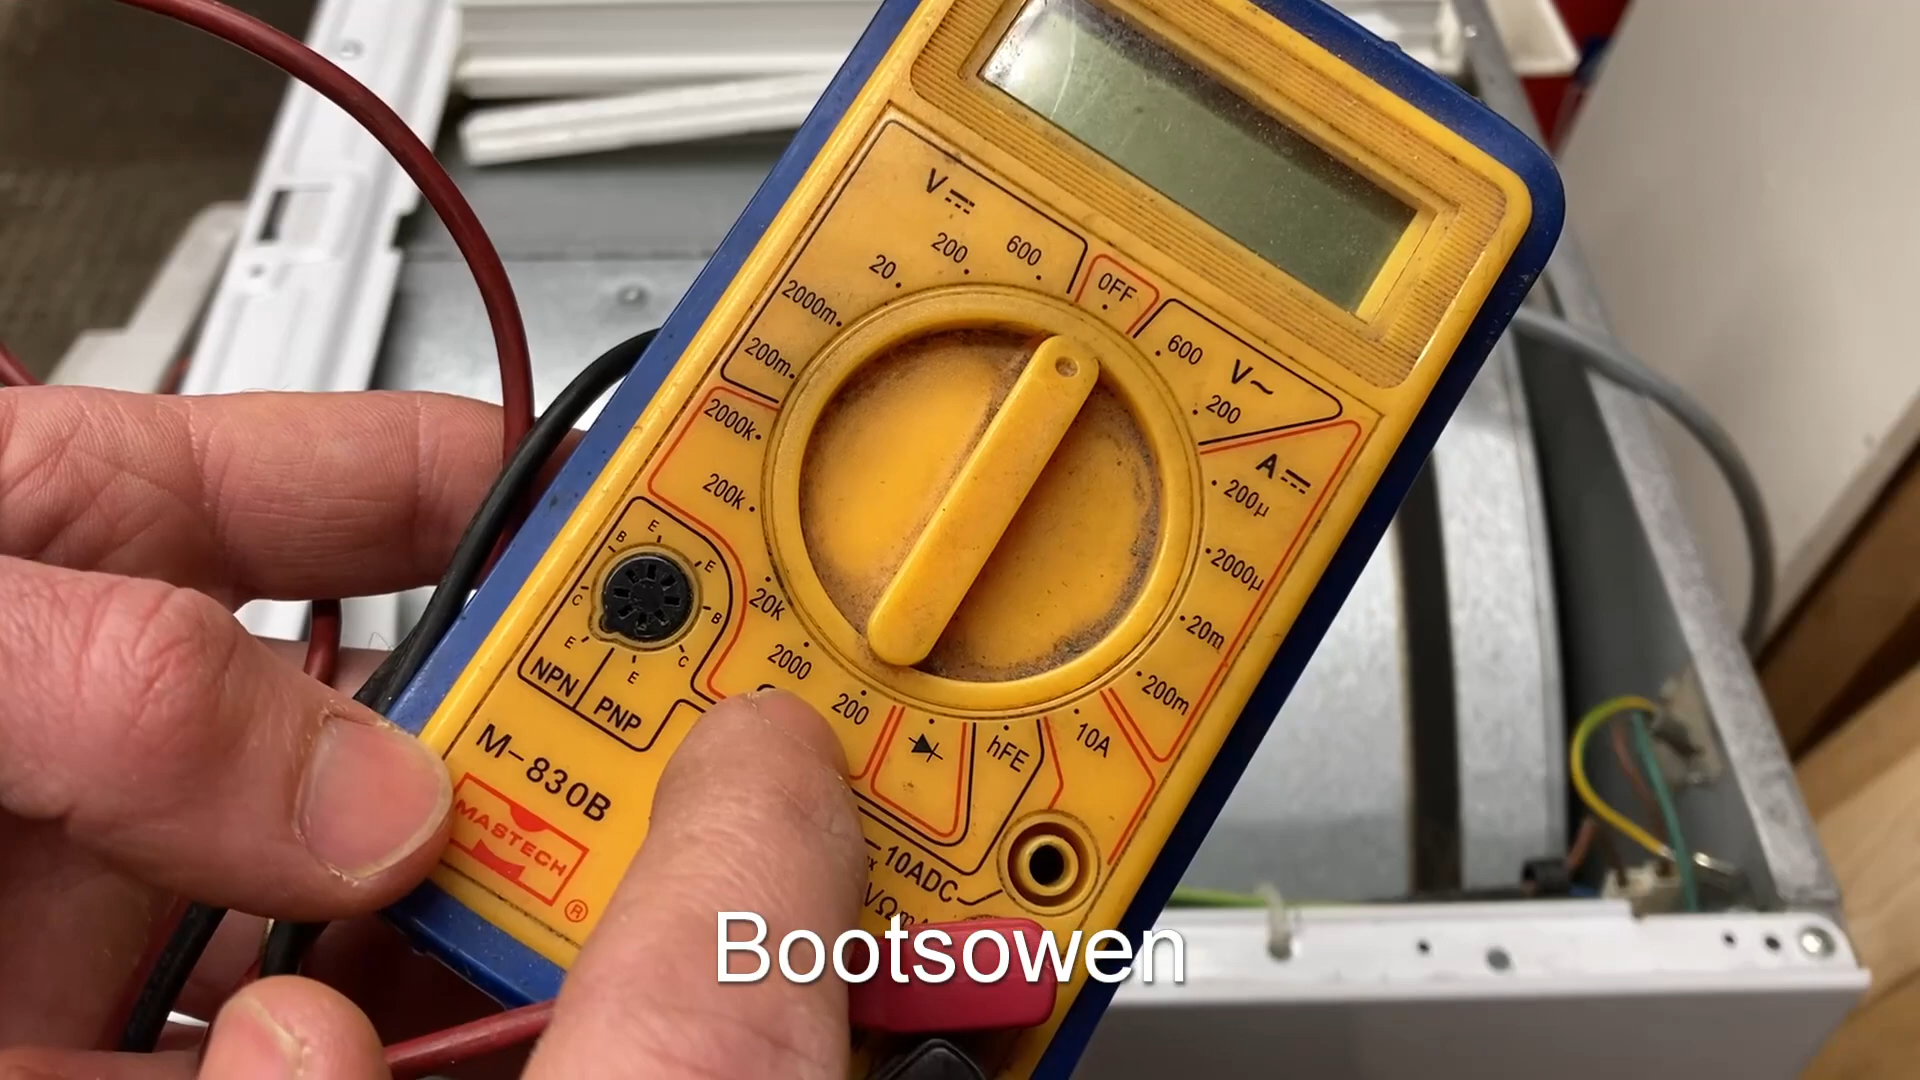 V⎓
600
200
20
2000m
200m
OFF
600
V~
200
A⎓
200µ
2000µ
20m
200m
10A
hFE
200
2000
20k
200k
2000k
E
B
E
C
B
E
E
C
NPN
PNP
M-830B
MASTECH
®
10ADC
VΩm
Bootsowen